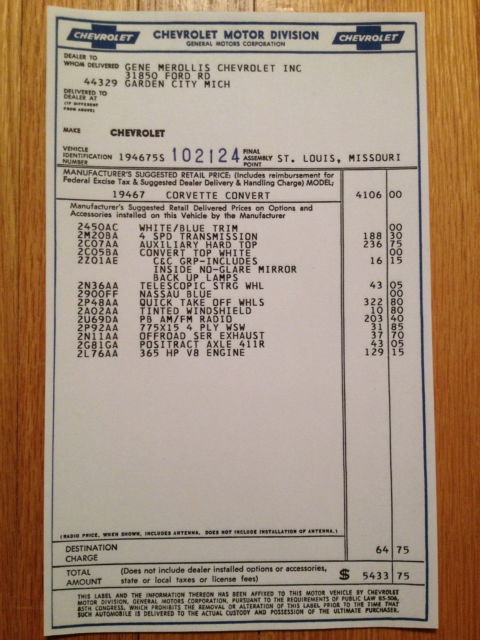 CHEVROLET
CHEVROLET MOTOR DIVISION
GENERAL MOTORS CORPORATION
CHEVROLET
DEALER TO
WHOM DELIVERED GENE MEROLLIS CHEVROLET INC
31850 FORD RD
44329 GARDEN CITY MICH
DELIVERED TO
DEALER AT
(IF DIFFERENT
FROM ABOVE)
MAKE CHEVROLET
VEHICLE
IDENTIFICATION
NUMBER 194675S 102124 FINAL
ASSEMBLY
POINT ST. LOUIS, MISSOURI
MANUFACTURER'S SUGGESTED RETAIL PRICE: (Includes reimbursement for
Federal Excise Tax & Suggested Dealer Delivery & Handling Charge) MODEL;
19467 CORVETTE CONVERT 4106 00
Manufacturer's Suggested Retail Delivered Prices on Options and
Accessories installed on this Vehicle by the Manufacturer
2450AC WHITE/BLUE TRIM 00
2M20BA 4 SPD TRANSMISSION 188 30
2C07AA AUXILIARY HARD TOP 236 75
2C05BA CONVERT TOP WHITE 00
2Z01AE C&C GRP-INCLUDES 16 15
INSIDE NO-GLARE MIRROR
BACK UP LAMPS
2N36AA TELESCOPIC STRG WHL 43 05
2900FF NASSAU BLUE 00
2P48AA QUICK TAKE OFF WHLS 322 80
2A02AA TINTED WINDSHIELD 10 80
2U69DA PB AM/FM RADIO 203 40
2P92AA 775X15 4 PLY WSW 31 85
2N11AA OFFROAD SER EXHAUST 37 70
2G81GA POSITRACT AXLE 411R 43 05
2L76AA 365 HP V8 ENGINE 129 15
(RADIO PRICE, WHEN SHOWN, INCLUDES ANTENNA. DOES NOT INCLUDE INSTALLATION OF ANTENNA.)
DESTINATION
CHARGE 64 75
TOTAL
AMOUNT (Does not include dealer installed options or accessories,
state or local taxes or license fees) $ 5433 75
THIS LABEL AND THE INFORMATION THEREON HAS BEEN AFFIXED TO THIS MOTOR VEHICLE BY CHEVROLET
MOTOR DIVISION, GENERAL MOTORS CORPORATION, PURSUANT TO THE REQUIREMENTS OF PUBLIC LAW 85-506,
85TH CONGRESS, WHICH PROHIBITS THE REMOVAL OR ALTERATION OF THIS LABEL PRIOR TO THE TIME THAT
SUCH AUTOMOBILE IS DELIVERED TO THE ACTUAL CUSTODY AND POSSESSION OF THE ULTIMATE PURCHASER.